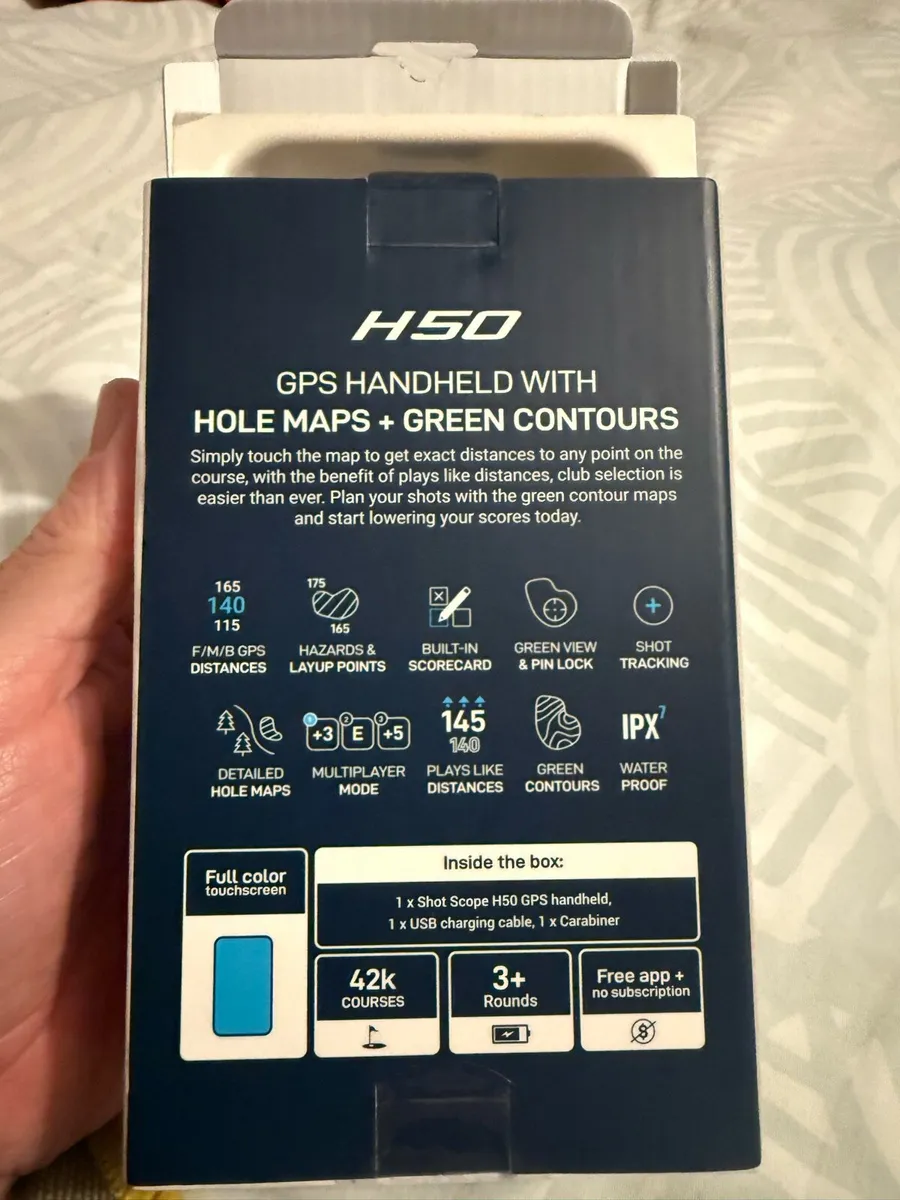 H50
GPS HANDHELD WITH
HOLE MAPS + GREEN CONTOURS
Simply touch the map to get exact distances to any point on the
course, with the benefit of plays like distances, club selection is
easier than ever. Plan your shots with the green contour maps
and start lowering your scores today.
165
140
115
F/M/B GPS
DISTANCES
175
165
HAZARDS &
LAYUP POINTS
BUILT-IN
SCORECARD
GREEN VIEW
& PIN LOCK
+
SHOT
TRACKING
DETAILED
HOLE MAPS
1 +3 2 E 3 +5
MULTIPLAYER
MODE
145
140
PLAYS LIKE
DISTANCES
GREEN
CONTOURS
IPX7
WATER
PROOF
Full color
touchscreen
Inside the box:
1 x Shot Scope H50 GPS handheld,
1 x USB charging cable, 1 x Carabiner
42k
COURSES
3+
Rounds
Free app +
no subscription
$